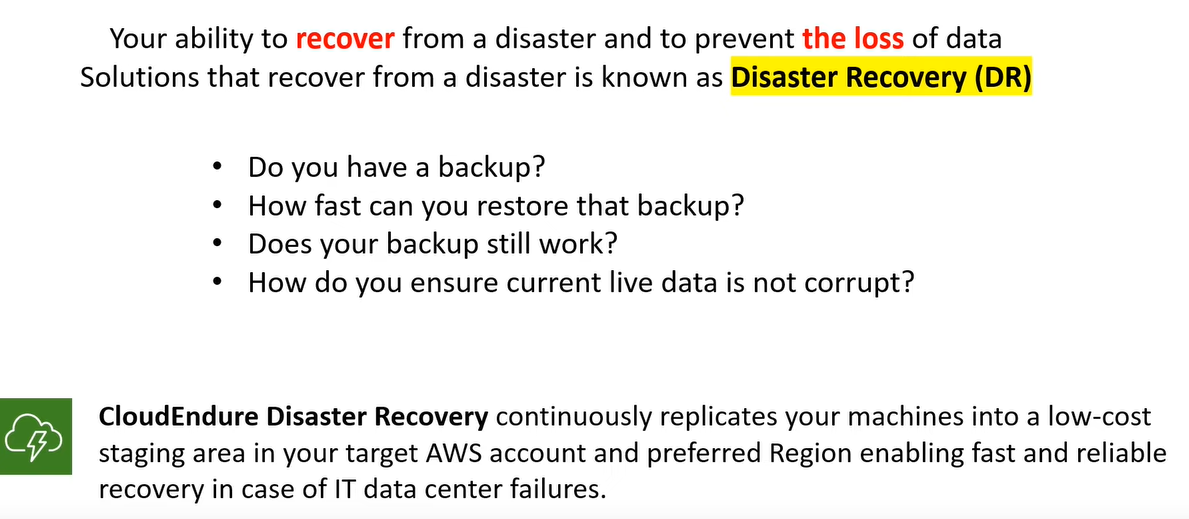 Your ability to recover from a disaster and to prevent the loss of data
Solutions that recover from a disaster is known as Disaster Recovery (DR)
• Do you have a backup?
• How fast can you restore that backup?
• Does your backup still work?
• How do you ensure current live data is not corrupt?
CloudEndure Disaster Recovery continuously replicates your machines into a low-cost
staging area in your target AWS account and preferred Region enabling fast and reliable
recovery in case of IT data center failures.